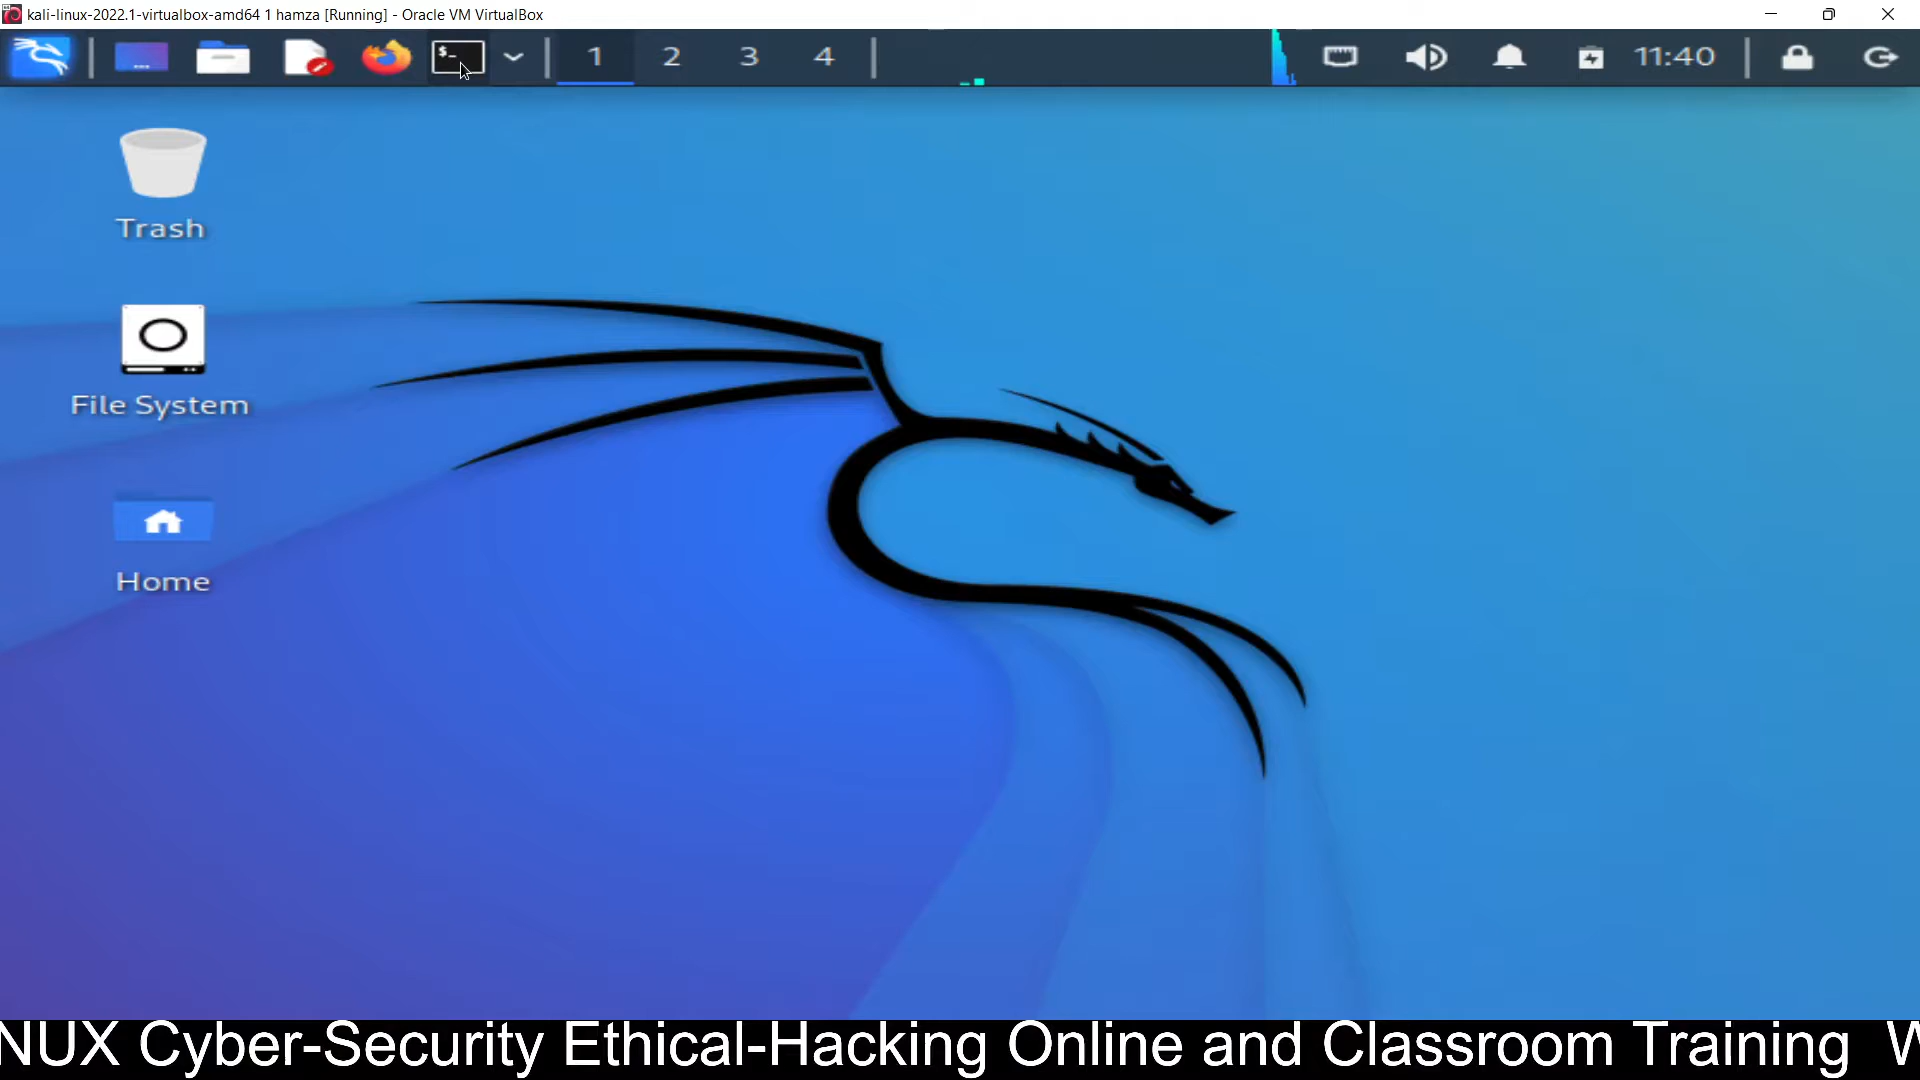 kali-linux-2022.1-virtualbox-amd64 1 hamza [Running] - Oracle VM VirtualBox
$_ 1 2 3 4 11:40
Trash
File System
Home
NUX Cyber-Security Ethical-Hacking Online and Classroom Training W